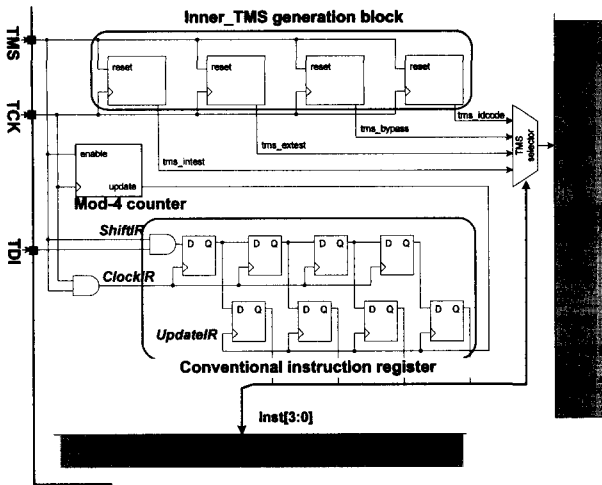 Inner_TMS generation block
TMS
reset
reset
reset
reset
TCK
tms_idcode
tms_bypass
tms_extest
tms_intest
TMS
selector
enable
update
Mod-4 counter
TDI
ShiftIR
D Q
D Q
D Q
D Q
ClockIR
D Q
D Q
D Q
D Q
UpdateIR
Conventional instruction register
Inst[3:0]